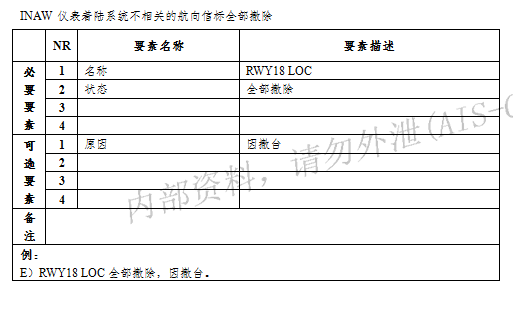 INAW 仪表着陆系统不相关的航向信标全部撤除
NR 要素名称 要素描述
必要要素
1 名称 RWY18 LOC
2 状态 全部撤除
3
4
可选要素
1 原因 因撤台
2
3
4
备注
例：
E）RWY18 LOC 全部撤除，因撤台。
内部资料，请勿外泄(AIS-C